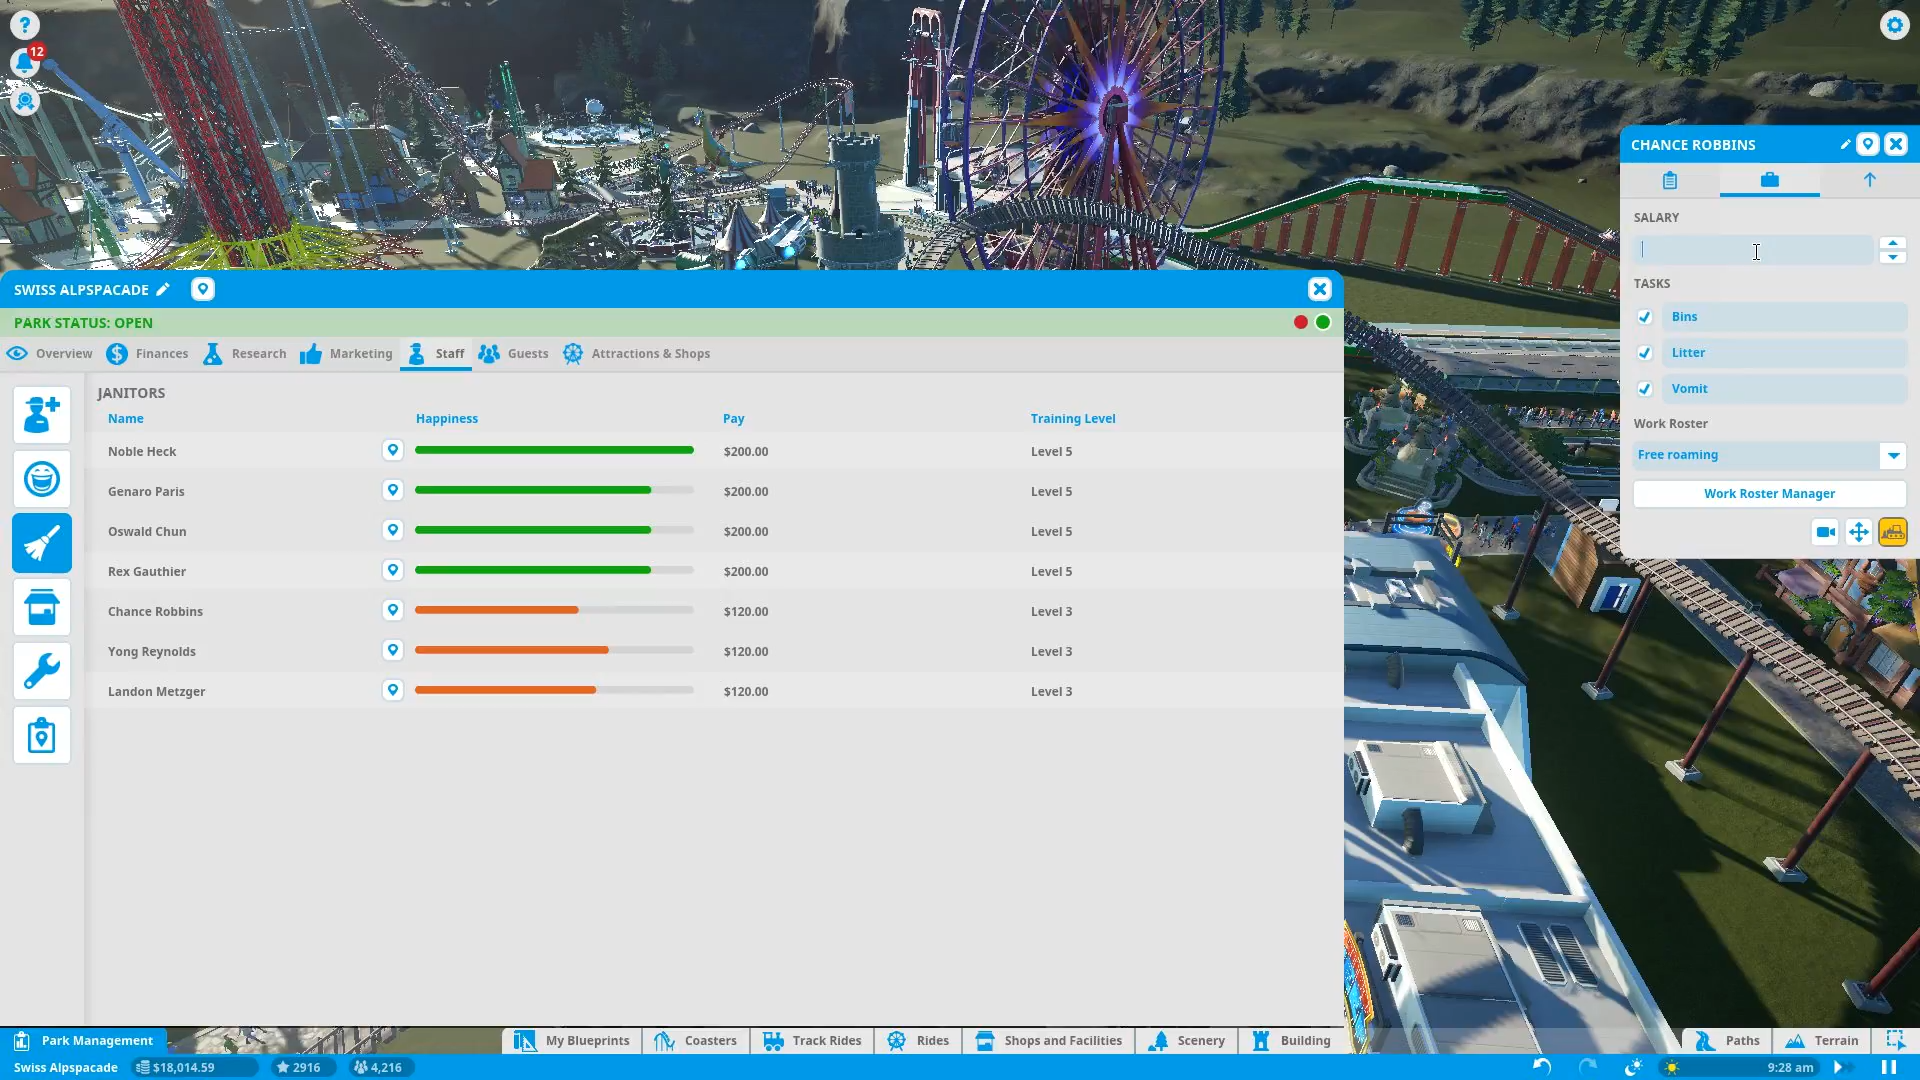 ?
12
CHANCE ROBBINS
SALARY
TASKS
Bins
Litter
Vomit
Work Roster
Free roaming
Work Roster Manager
SWISS ALPSPACADE
PARK STATUS: OPEN
Overview
Finances
Research
Marketing
Staff
Guests
Attractions & Shops
JANITORS
Name Happiness Pay Training Level
Noble Heck $200.00 Level 5
Genaro Paris $200.00 Level 5
Oswald Chun $200.00 Level 5
Rex Gauthier $200.00 Level 5
Chance Robbins $120.00 Level 3
Yong Reynolds $120.00 Level 3
Landon Metzger $120.00 Level 3
Park Management
My Blueprints
Coasters
Track Rides
Rides
Shops and Facilities
Scenery
Building
Paths
Terrain
Swiss Alpspacade
$18,014.59
2916
4,216
9:28 am